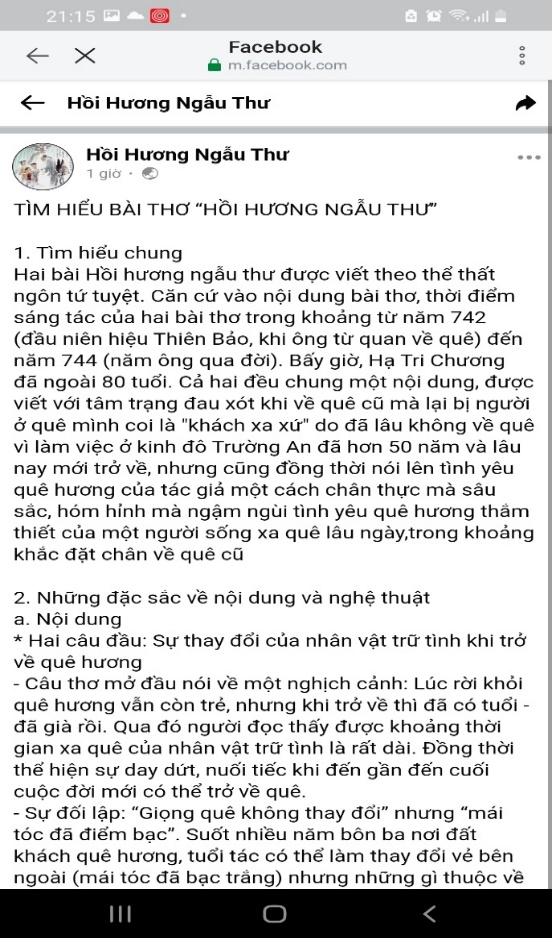 21:15
Facebook
m.facebook.com
Hồi Hương Ngẫu Thư
Hồi Hương Ngẫu Thư
1 giờ ·
TÌM HIỂU BÀI THƠ “HỒI HƯƠNG NGẪU THƯ”
1. Tìm hiểu chung
Hai bài Hồi hương ngẫu thư được viết theo thể thất
ngôn tứ tuyệt. Căn cứ vào nội dung bài thơ, thời điểm
sáng tác của hai bài thơ trong khoảng từ năm 742
(đầu niên hiệu Thiên Bảo, khi ông từ quan về quê) đến
năm 744 (năm ông qua đời). Bấy giờ, Hạ Tri Chương
đã ngoài 80 tuổi. Cả hai đều chung một nội dung, được
viết với tâm trạng đau xót khi về quê cũ mà lại bị người
ở quê mình coi là "khách xa xứ" do đã lâu không về quê
vì làm việc ở kinh đô Trường An đã hơn 50 năm và lâu
nay mới trở về, nhưng cũng đồng thời nói lên tình yêu
quê hương của tác giả một cách chân thực mà sâu
sắc, hóm hỉnh mà ngậm ngùi tình yêu quê hương thắm
thiết của một người sống xa quê lâu ngày,trong khoảng
khắc đặt chân về quê cũ
2. Những đặc sắc về nội dung và nghệ thuật
a. Nội dung
* Hai câu đầu: Sự thay đổi của nhân vật trữ tình khi trở
về quê hương
- Câu thơ mở đầu nói về một nghịch cảnh: Lúc rời khỏi
quê hương vẫn còn trẻ, nhưng khi trở về thì đã có tuổi -
đã già rồi. Qua đó người đọc thấy được khoảng thời
gian xa quê của nhân vật trữ tình là rất dài. Đồng thời
thể hiện sự day dứt, nuối tiếc khi đến gần đến cuối
cuộc đời mới có thể trở về quê.
- Sự đối lập: “Giọng quê không thay đổi” nhưng “mái
tóc đã điểm bạc”. Suốt nhiều năm bôn ba nơi đất
khách quê hương, tuổi tác có thể làm thay đổi vẻ bên
ngoài (mái tóc đã bạc trắng) nhưng những gì thuộc về